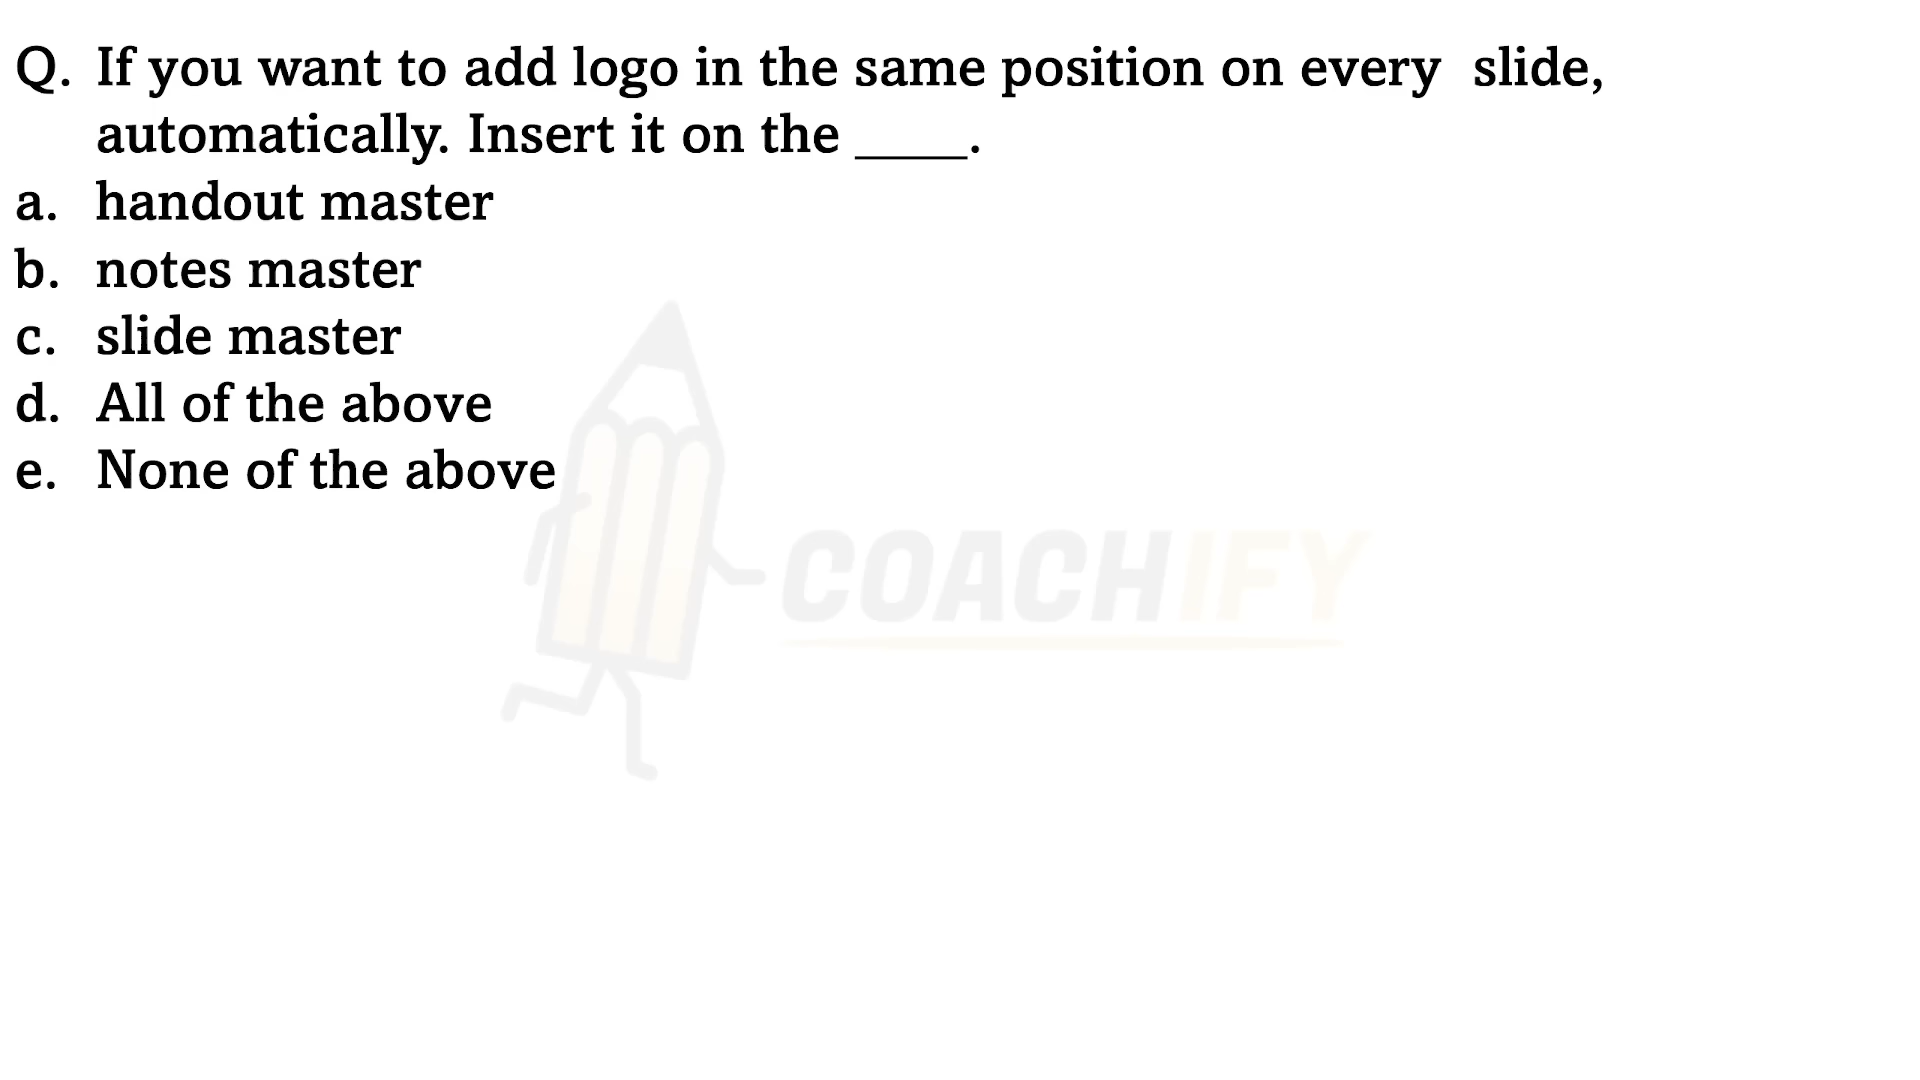 Q. If you want to add logo in the same position on every slide,
automatically. Insert it on the ____.
a. handout master
b. notes master
c. slide master
d. All of the above
e. None of the above
COACHIFY